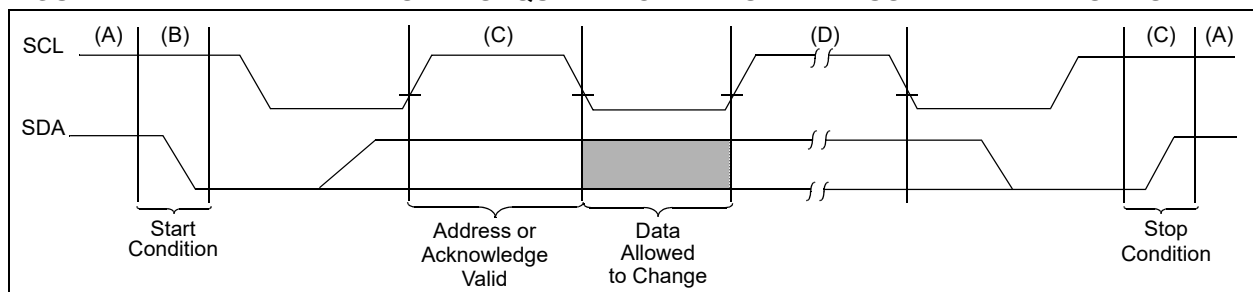 SCL (A) (B) (C) (D) (C) (A)
SDA
Start
Condition
Address or
Acknowledge
Valid
Data
Allowed
to Change
Stop
Condition